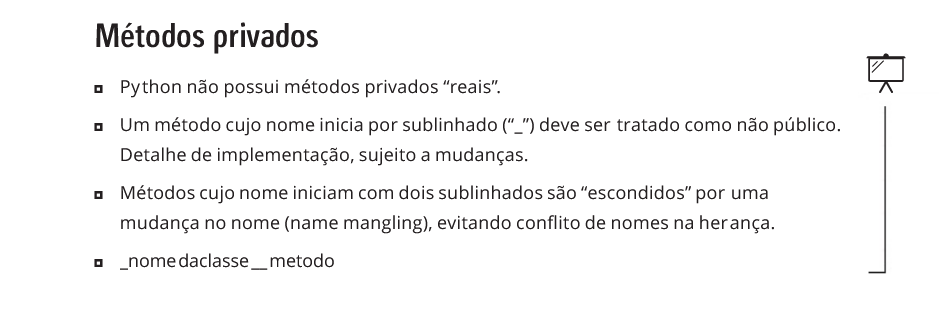 Métodos privados
Python não possui métodos privados “reais”.
Um método cujo nome inicia por sublinhado (“_”) deve ser tratado como não público.
Detalhe de implementação, sujeito a mudanças.
Métodos cujo nome iniciam com dois sublinhados são “escondidos” por uma
mudança no nome (name mangling), evitando conflito de nomes na herança.
_nomedaclasse__metodo